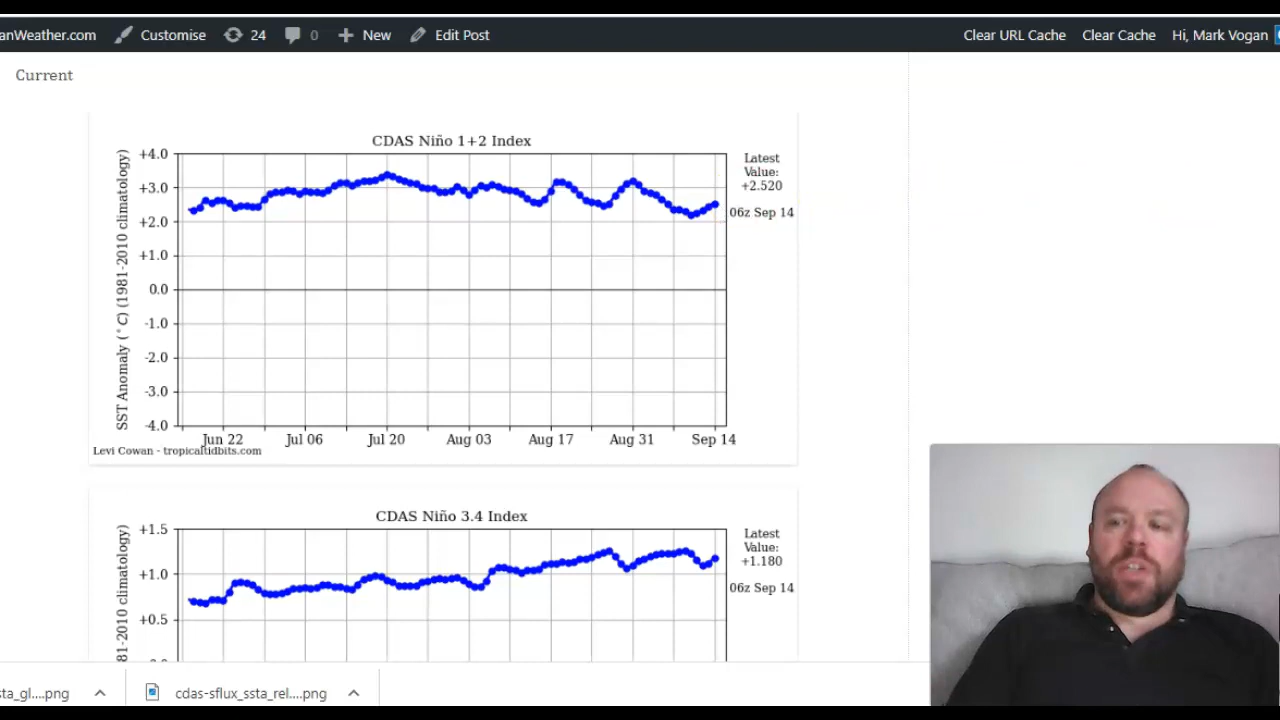 anWeather.com Customise 24 0 New Edit Post Clear URL Cache Clear Cache Hi, Mark Vogan
Current
CDAS Niño 1+2 Index
SST Anomaly (°C) (1981-2010 climatology)
+4.0
+3.0
+2.0
+1.0
0.0
-1.0
-2.0
-3.0
-4.0
Latest
Value:
+2.520
06z Sep 14
Jun 22 Jul 06 Jul 20 Aug 03 Aug 17 Aug 31 Sep 14
Levi Cowan - tropicaltidbits.com
CDAS Niño 3.4 Index
81-2010 climatology)
+1.5
+1.0
+0.5
Latest
Value:
+1.180
06z Sep 14
sta_gl....png cdas-sflux_ssta_rel....png